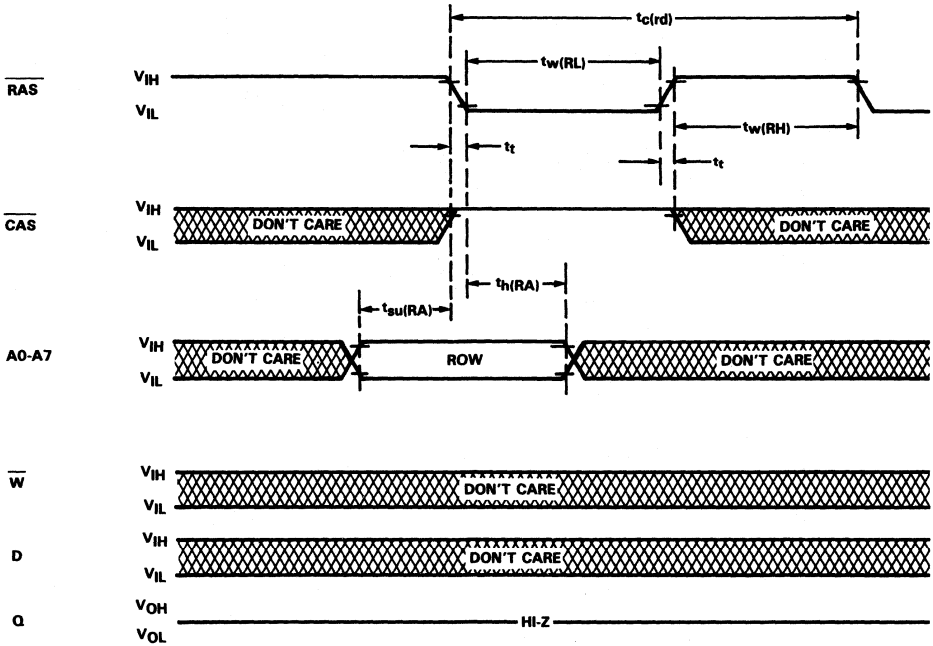 tc(rd)
RAS
VIH
VIL
tw(RL)
tw(RH)
tt
tt
CAS
VIH
VIL
DON'T CARE
DON'T CARE
th(RA)
tsu(RA)
A0-A7
VIH
VIL
DON'T CARE
ROW
DON'T CARE
W
VIH
VIL
DON'T CARE
D
VIH
VIL
DON'T CARE
Q
VOH
VOL
HI-Z